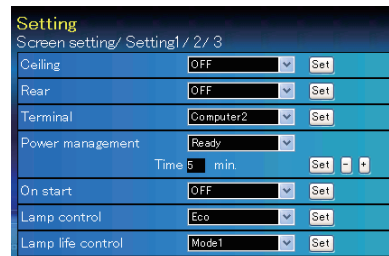 Setting
Screen setting/ Setting1/ 2/ 3
Ceiling OFF Set
Rear OFF Set
Terminal Computer2 Set
Power management Ready
Time 5 min. Set - +
On start OFF Set
Lamp control Eco Set
Lamp life control Mode1 Set